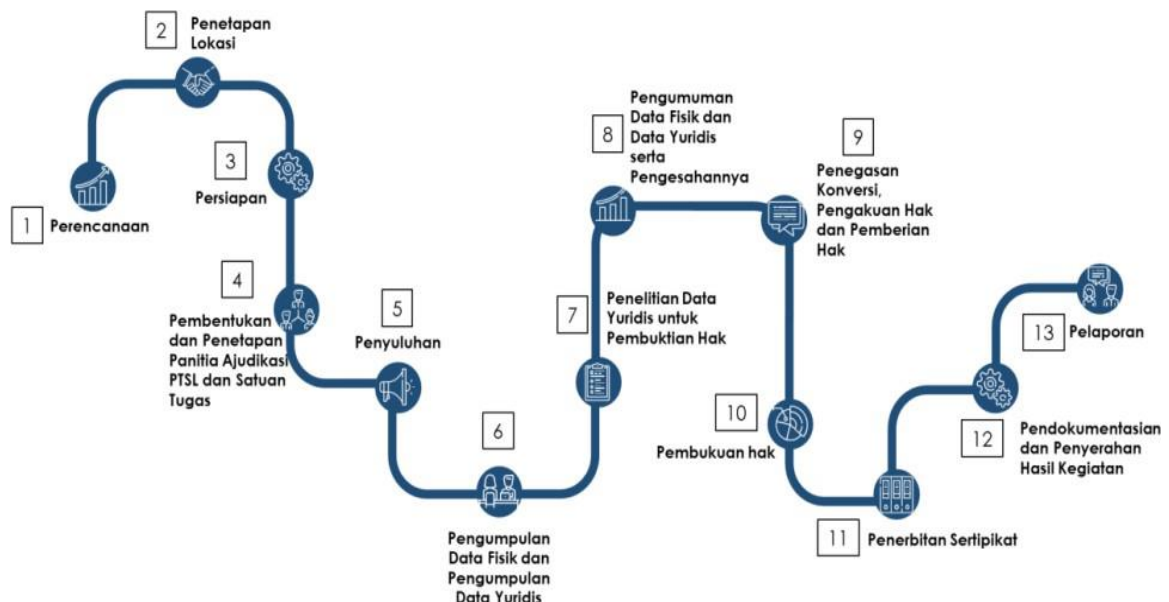 1
Perencanaan
2
Penetapan
Lokasi
3
Persiapan
4
Pembentukan
dan Penetapan
Panitia Ajudikasi
PTSL dan Satuan
Tugas
5
Penyuluhan
6
Pengumpulan
Data Fisik dan
Pengumpulan
Data Yuridis
7
Penelitian Data
Yuridis untuk
Pembuktian Hak
8
Pengumuman
Data Fisik dan
Data Yuridis
serta
Pengesahannya
9
Penegasan
Konversi,
Pengakuan Hak
dan Pemberian
Hak
10
Pembukuan hak
11
Penerbitan Sertipikat
12
Pendokumentasian
dan Penyerahan
Hasil Kegiatan
13
Pelaporan